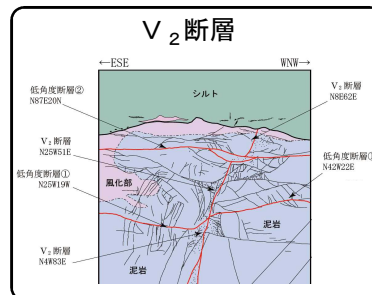 V₂断層
←ESE
WNW→
低角度断層②
N87E20N
V₂断層
N8E62E
シルト
V₂断層
N25W51E
低角度断層①
N42W22E
低角度断層①
N25W19W
風化部
泥岩
V₂断層
N4W83E
泥岩